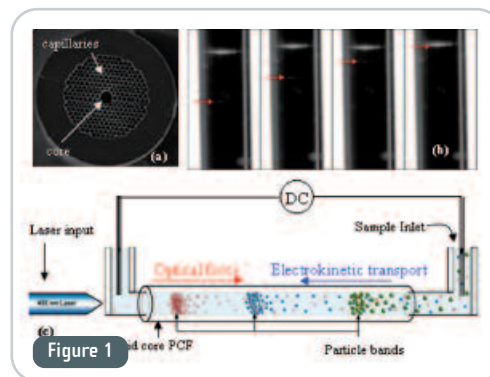 capillaries
core
(a)
(b)
DC
Laser input
Sample Inlet
Optical force
Electrokinetic transport
(c)
Figure 1
core PCF
Particle bands